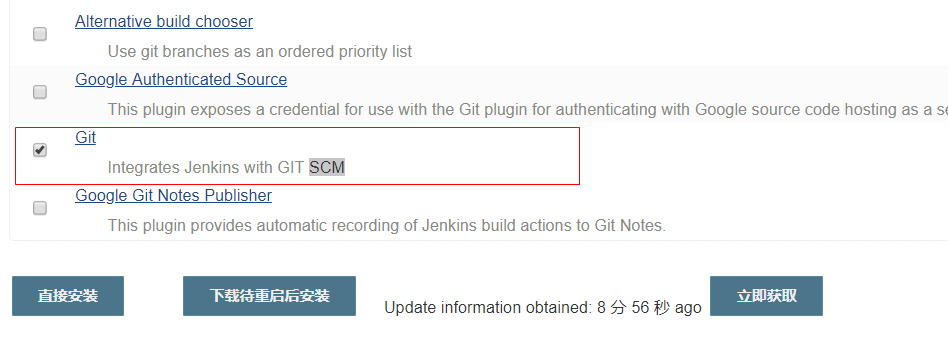 Alternative build chooser
Use git branches as an ordered priority list
Google Authenticated Source
This plugin exposes a credential for use with the Git plugin for authenticating with Google source code hosting as a se
Git
Integrates Jenkins with GIT SCM
Google Git Notes Publisher
This plugin provides automatic recording of Jenkins build actions to Git Notes.
直接安装 下载待重启后安装 Update information obtained: 8 分 56 秒 ago 立即获取